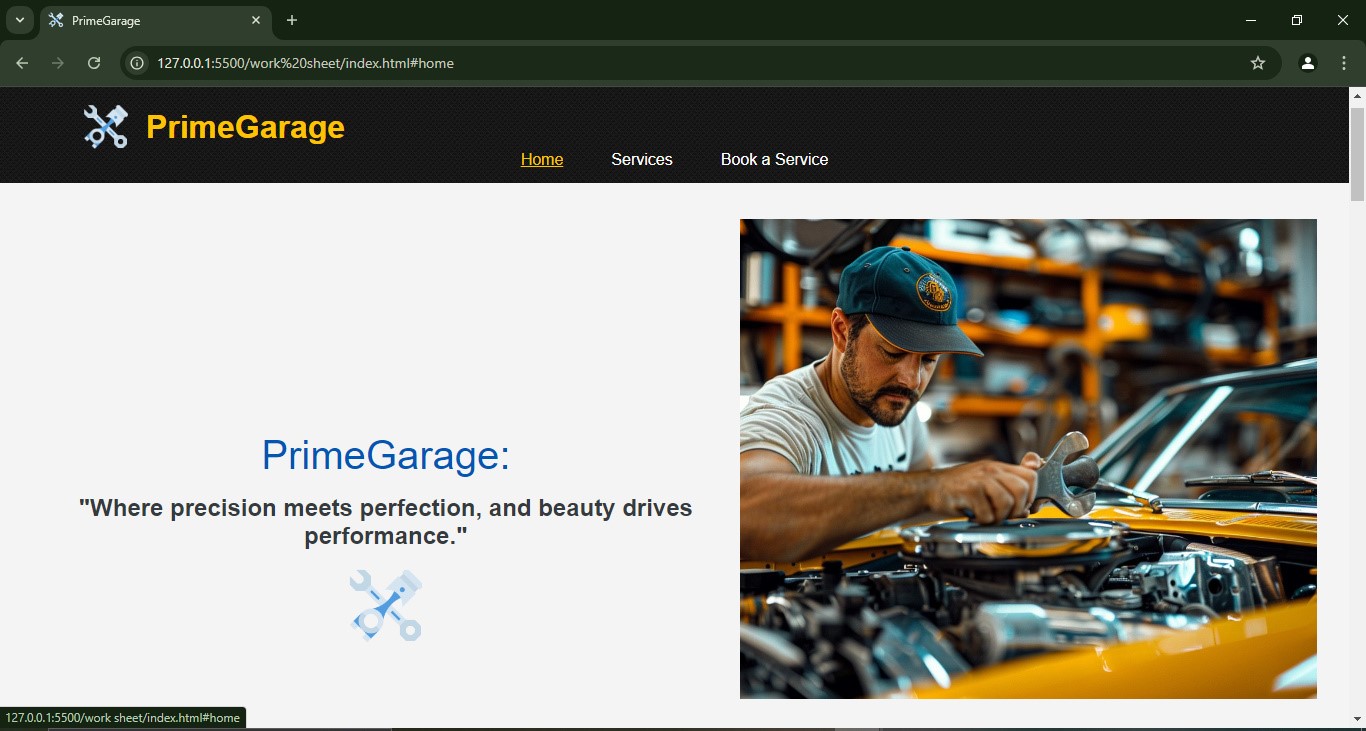 PrimeGarage
127.0.0.1:5500/work%20sheet/index.html#home
PrimeGarage
Home Services Book a Service
PrimeGarage:
"Where precision meets perfection, and beauty drives
performance."
127.0.0.1:5500/work sheet/index.html#home